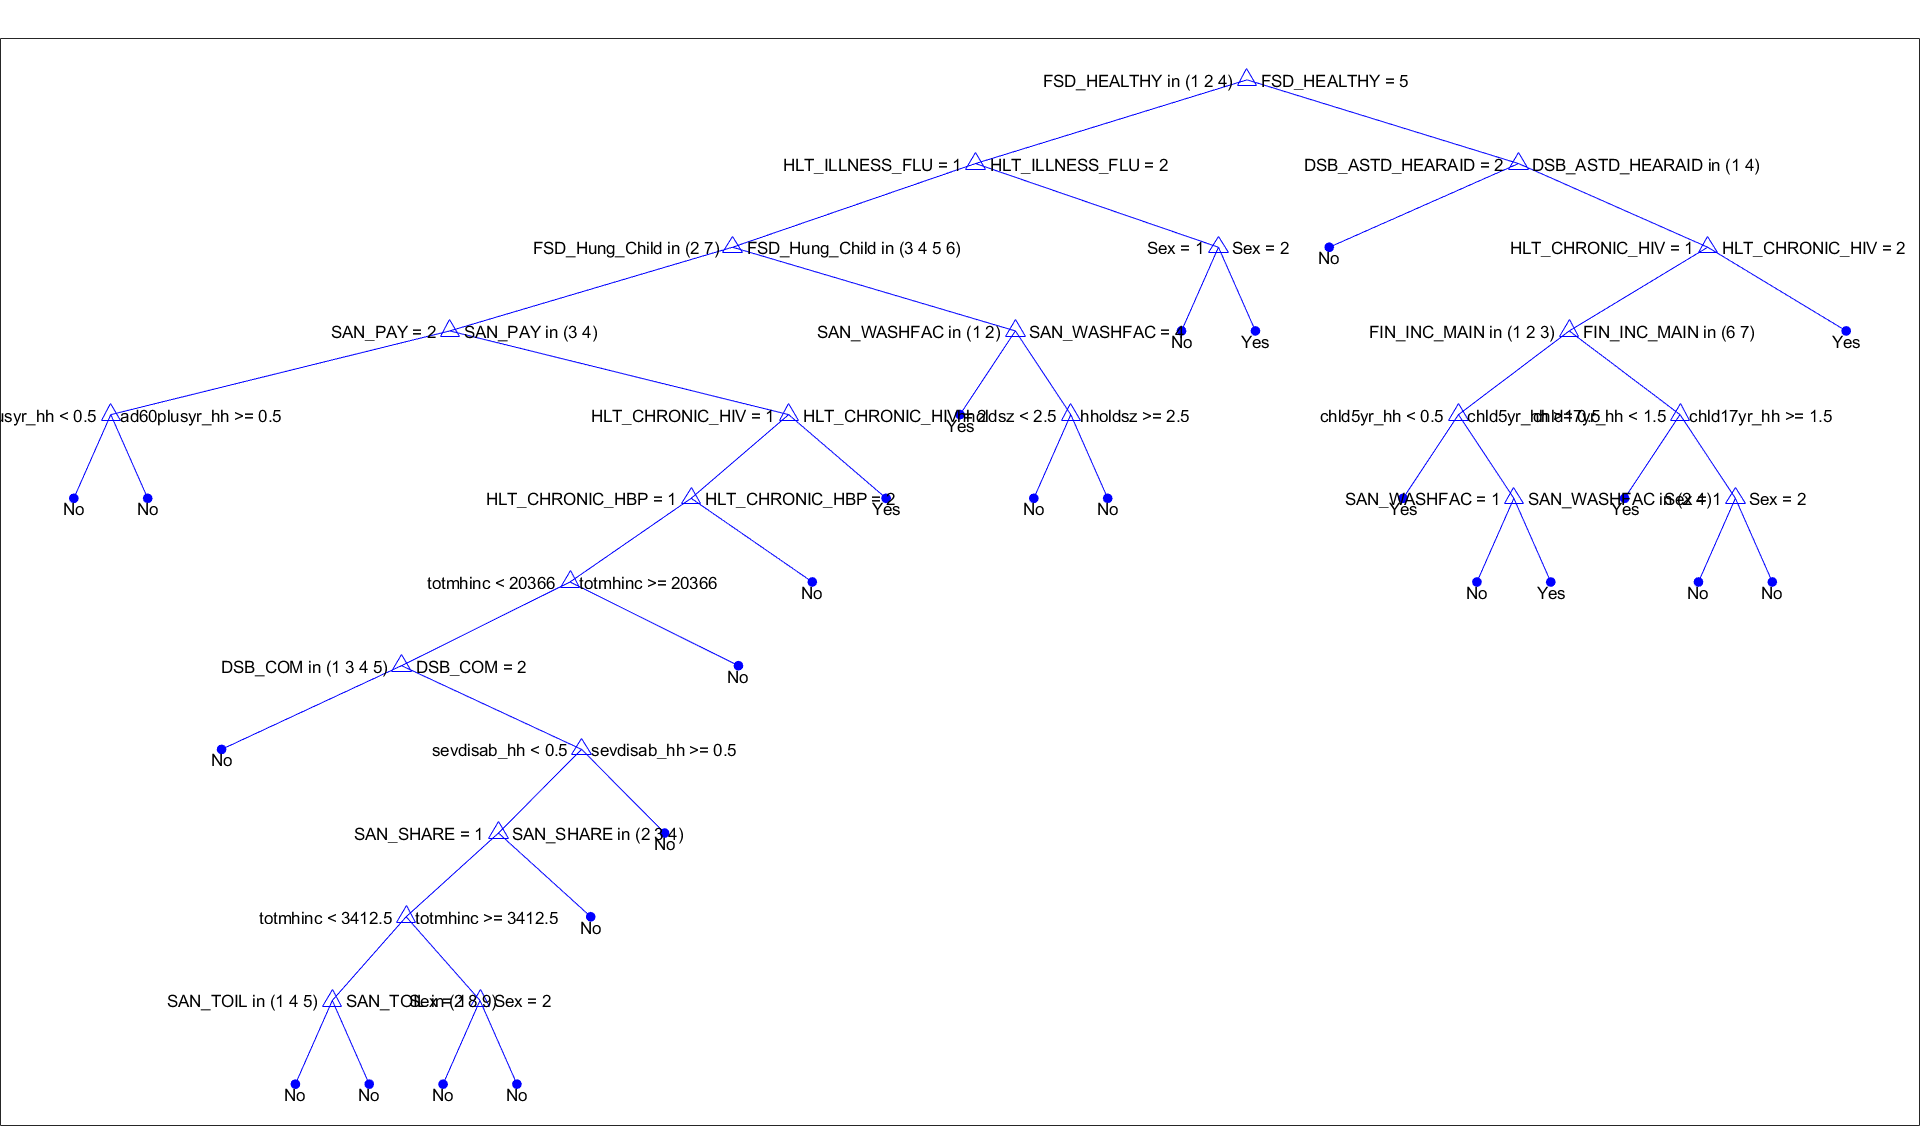 FSD_HEALTHY in (1 2 4) FSD_HEALTHY = 5
HLT_ILLNESS_FLU = 1 HLT_ILLNESS_FLU = 2 DSB_ASTD_HEARAID = 2 DSB_ASTD_HEARAID in (1 4)
FSD_Hung_Child in (2 7) FSD_Hung_Child in (3 4 5 6) Sex = 1 Sex = 2 HLT_CHRONIC_HIV = 1 HLT_CHRONIC_HIV = 2
No
SAN_PAY = 2 SAN_PAY in (3 4) SAN_WASHFAC in (1 2) SAN_WASHFAC = 4 FIN_INC_MAIN in (1 2 3) FIN_INC_MAIN in (6 7)
No Yes Yes
usyr_hh < 0.5 ad60plusyr_hh >= 0.5 HLT_CHRONIC_HIV = 1 HLT_CHRONIC_HIV = 2 hholdsz < 2.5 hholdsz >= 2.5 chld5yr_hh < 0.5 chld5yr_hh >= 0.5 chld17yr_hh < 1.5 chld17yr_hh >= 1.5
Yes
HLT_CHRONIC_HBP = 1 HLT_CHRONIC_HBP = 2 SAN_WASHFAC = 1 SAN_WASHFAC in (2 4) Sex = 1 Sex = 2
No No Yes No No Yes Yes
totmhinc < 20366 totmhinc >= 20366
No No Yes No No
DSB_COM in (1 3 4 5) DSB_COM = 2
No
sevdisab_hh < 0.5 sevdisab_hh >= 0.5
No
SAN_SHARE = 1 SAN_SHARE in (2 3 4)
No
totmhinc < 3412.5 totmhinc >= 3412.5
No
SAN_TOIL in (1 4 5) SAN_TOIL in (2 8 9) Sex = 1 Sex = 2
No No No No